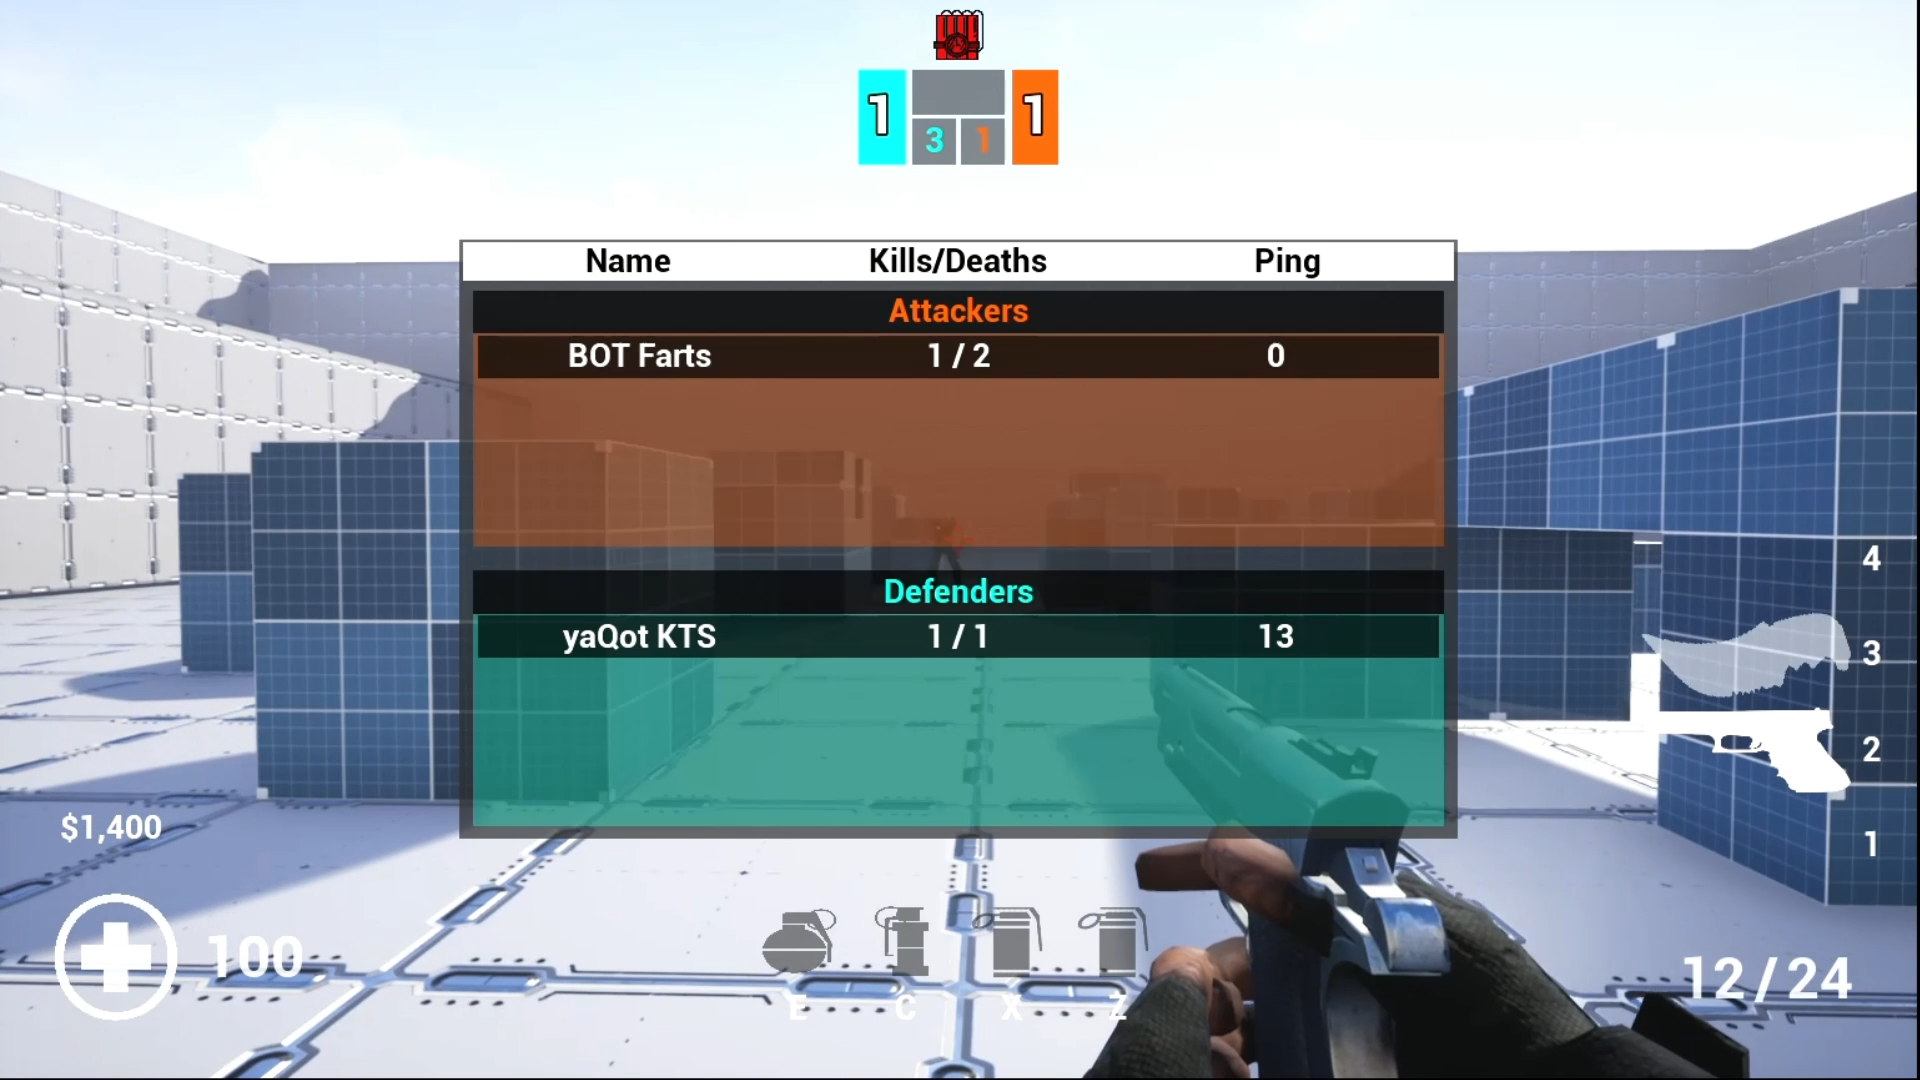 1 1
3 1
Name Kills/Deaths Ping
Attackers
BOT Farts 1 / 2 0
Defenders
yaQot KTS 1 / 1 13
4
3
2
1
$1,400
100
E C X Z
12/24